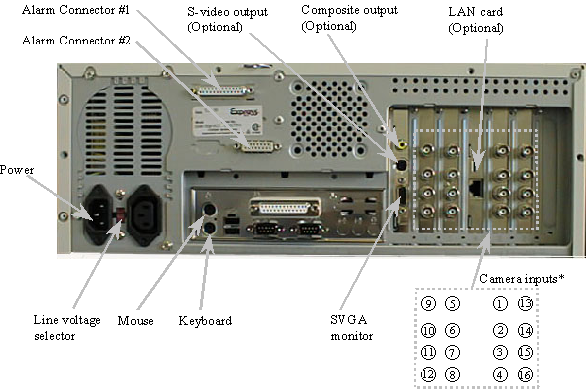 Alarm Connector #1
S-video output
(Optional)
Composite output
(Optional)
LAN card
(Optional)
Alarm Connector #2
Express
Power
Line voltage
selector
Mouse
Keyboard
SVGA
monitor
Camera inputs*
9 5 1 13
10 6 2 14
11 7 3 15
12 8 4 16